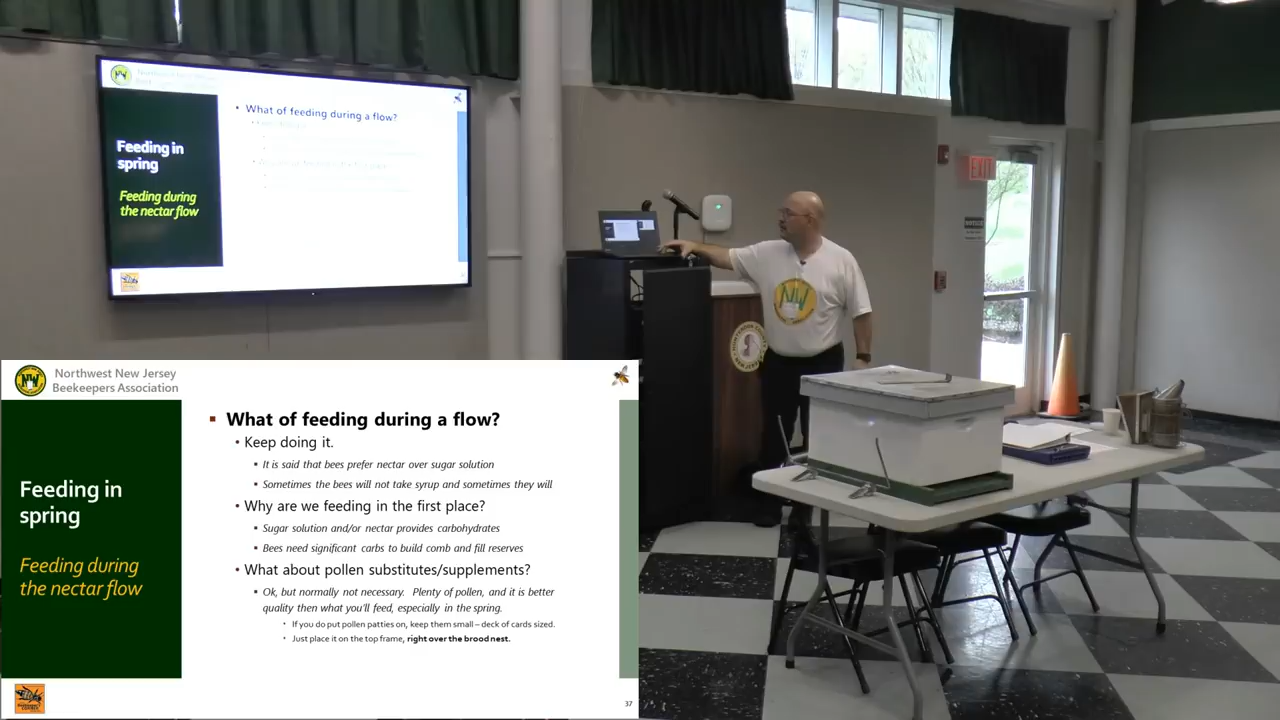 What of feeding during a flow?
Feeding in
spring
Feeding during
the nectar flow
EXIT
NW
Northwest New Jersey
Beekeepers Association
What of feeding during a flow?
Keep doing it.
It is said that bees prefer nectar over sugar solution
Sometimes the bees will not take syrup and sometimes they will
Why are we feeding in the first place?
Sugar solution and/or nectar provides carbohydrates
Bees need significant carbs to build comb and fill reserves
What about pollen substitutes/supplements?
Ok, but normally not necessary. Plenty of pollen, and it is better
quality then what you'll feed, especially in the spring.
If you do put pollen patties on, keep them small – deck of cards sized.
Just place it on the top frame, right over the brood nest.
Feeding in
spring
Feeding during
the nectar flow
37